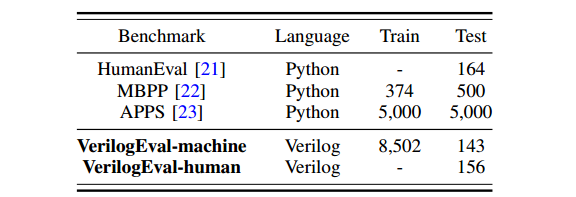 Benchmark Language Train Test
HumanEval [21] Python - 164
MBPP [22] Python 374 500
APPS [23] Python 5,000 5,000
VerilogEval-machine Verilog 8,502 143
VerilogEval-human Verilog - 156